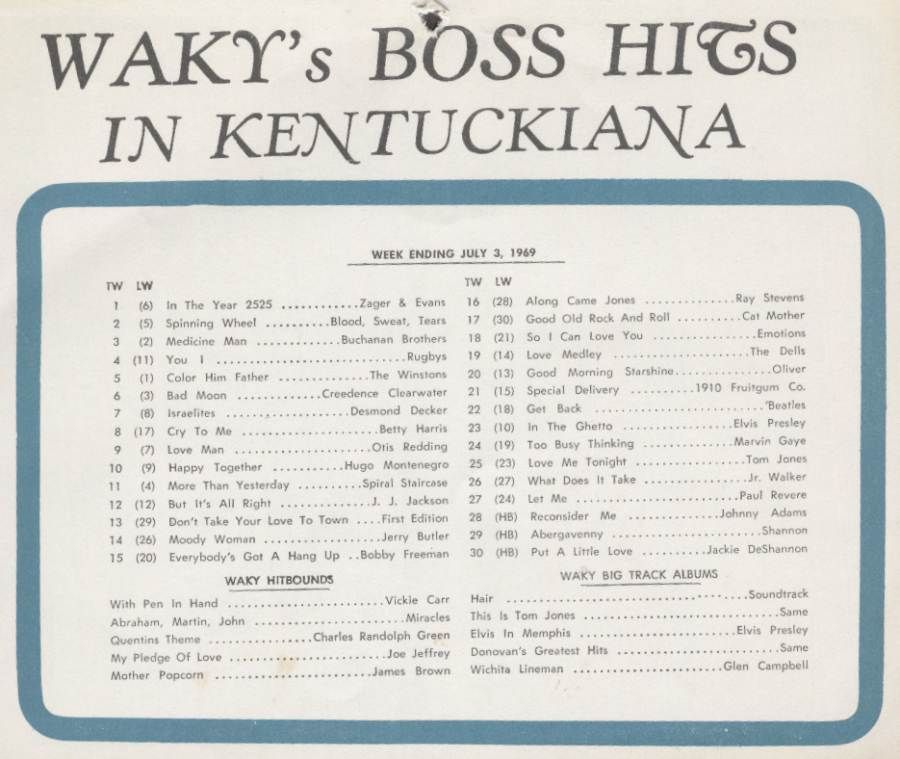 WAKY's BOSS HITS
IN KENTUCKIANA
WEEK ENDING JULY 3, 1969
TW LW
1 (6) In The Year 2525 ............Zager & Evans
2 (5) Spinning Wheel ..........Blood, Sweat, Tears
3 (2) Medicine Man .............Buchanan Brothers
4 (11) You I .............................Rugbys
5 (1) Color Him Father ..............The Winstons
6 (3) Bad Moon .............Creedence Clearwater
7 (8) Israelites .....................Desmond Decker
8 (17) Cry To Me .....................Betty Harris
9 (7) Love Man .....................Otis Redding
10 (9) Happy Together ...........Hugo Montenegro
11 (4) More Than Yesterday ...........Spiral Staircase
12 (12) But It's All Right ...............J. J. Jackson
13 (29) Don't Take Your Love To Town ....First Edition
14 (26) Moody Woman ..................Jerry Butler
15 (20) Everybody's Got A Hang Up ..Bobby Freeman
TW LW
16 (28) Along Came Jones ..............Ray Stevens
17 (30) Good Old Rock And Roll ..........Cat Mother
18 (21) So I Can Love You ................Emotions
19 (14) Love Medley .....................The Dells
20 (13) Good Morning Starshine...............Oliver
21 (15) Special Delivery ..........1910 Fruitgum Co.
22 (18) Get Back ..........................'Beatles
23 (10) In The Ghetto .................Elvis Presley
24 (19) Too Busy Thinking ..............Marvin Gaye
25 (23) Love Me Tonight .................Tom Jones
26 (27) What Does It Take ...............Jr. Walker
27 (24) Let Me ..........................Paul Revere
28 (HB) Reconsider Me ...............Johnny Adams
29 (HB) Abergavenny .......................Shannon
30 (HB) Put A Little Love ..........Jackie DeShannon
WAKY HITBOUNDS
With Pen In Hand .........................Vickie Carr
Abraham, Martin, John .........................Miracles
Quentins Theme ................Charles Randolph Green
My Pledge Of Love .........................Joe Jeffrey
Mother Popcorn .........................James Brown
WAKY BIG TRACK ALBUMS
Hair .....................................Soundtrack
This Is Tom Jones ................................Same
Elvis In Memphis .........................Elvis Presley
Donovan's Greatest Hits ...........................Same
Wichita Lineman ........................Glen Campbell